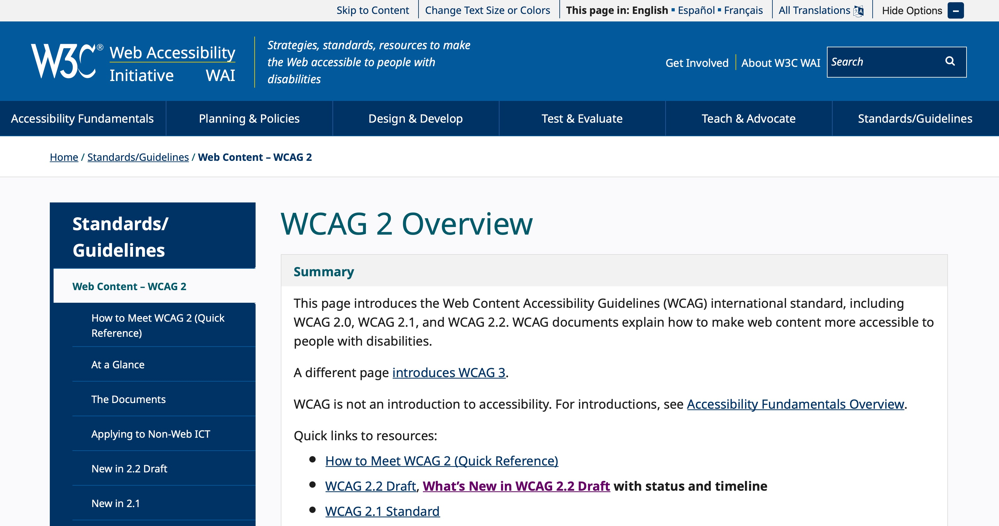 Skip to Content
Change Text Size or Colors
This page in: English ▪ Español ▪ Français
All Translations
Hide Options
W3C®
Web Accessibility
Initiative WAI
Strategies, standards, resources to make
the Web accessible to people with
disabilities
Get Involved
About W3C WAI
Search
Accessibility Fundamentals
Planning & Policies
Design & Develop
Test & Evaluate
Teach & Advocate
Standards/Guidelines
Home / Standards/Guidelines / Web Content – WCAG 2
Standards/
Guidelines
Web Content – WCAG 2
How to Meet WCAG 2 (Quick
Reference)
At a Glance
The Documents
Applying to Non-Web ICT
New in 2.2 Draft
New in 2.1
WCAG 2 Overview
Summary
This page introduces the Web Content Accessibility Guidelines (WCAG) international standard, including
WCAG 2.0, WCAG 2.1, and WCAG 2.2. WCAG documents explain how to make web content more accessible to
people with disabilities.
A different page introduces WCAG 3.
WCAG is not an introduction to accessibility. For introductions, see Accessibility Fundamentals Overview.
Quick links to resources:
● How to Meet WCAG 2 (Quick Reference)
● WCAG 2.2 Draft, What’s New in WCAG 2.2 Draft with status and timeline
● WCAG 2.1 Standard